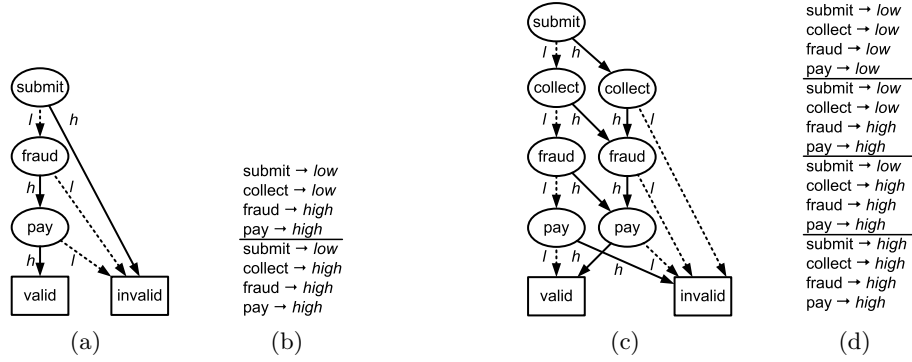 submit
l
h
fraud
h
l
pay
h
l
valid
invalid
(a)
submit → low
collect → low
fraud → high
pay → high
submit → low
collect → high
fraud → high
pay → high
(b)
submit
l
h
collect
collect
l
h
h
l
fraud
fraud
l
h
h
l
pay
pay
l
h
h
l
valid
invalid
(c)
submit → low
collect → low
fraud → low
pay → low
submit → low
collect → low
fraud → high
pay → high
submit → low
collect → high
fraud → high
pay → high
submit → high
collect → high
fraud → high
pay → high
(d)